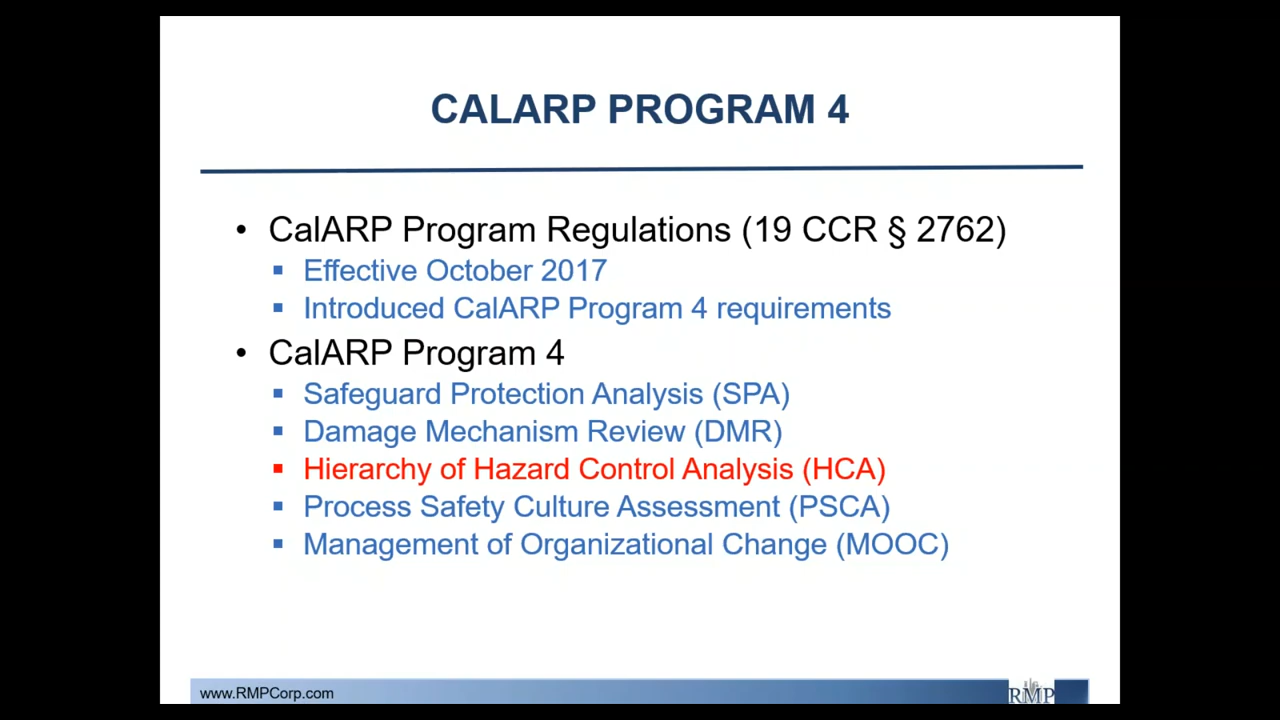 CALARP PROGRAM 4
• CalARP Program Regulations (19 CCR § 2762)
▪ Effective October 2017
▪ Introduced CalARP Program 4 requirements
• CalARP Program 4
▪ Safeguard Protection Analysis (SPA)
▪ Damage Mechanism Review (DMR)
▪ Hierarchy of Hazard Control Analysis (HCA)
▪ Process Safety Culture Assessment (PSCA)
▪ Management of Organizational Change (MOOC)
www.RMPCorp.com
RMP